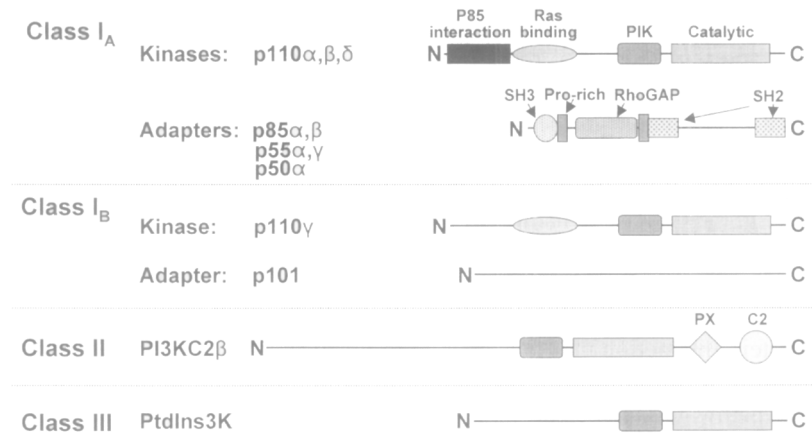 P85 Ras
interaction binding PIK Catalytic
Class IA
Kinases: p110α,β,δ N C
SH3 Pro-rich RhoGAP SH2
Adapters: p85α,β N C
p55α,γ
p50α
Class IB
Kinase: p110γ N C
Adapter: p101 N C
PX C2
Class II PI3KC2β N C
Class III PtdIns3K N C